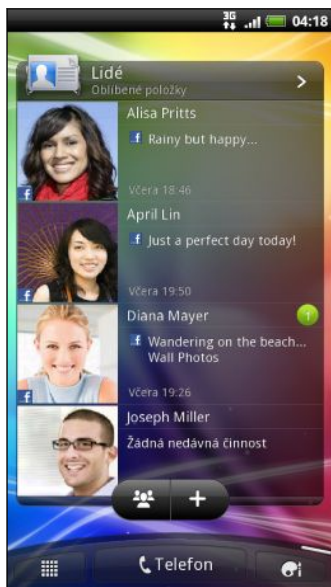 3G 04:18
Lidé
Oblíbené položky
Alisa Pritts
f Rainy but happy...
f
Včera 18:46
April Lin
f Just a perfect day today!
f
Včera 19:50
Diana Mayer 1
f Wandering on the beach...
Wall Photos
f
Včera 19:26
Joseph Miller
Žádná nedávná činnost
Telefon